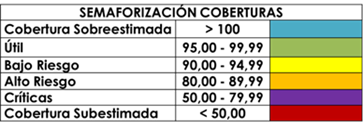 SEMAFORIZACIÓN COBERTURAS
Cobertura Sobreestimada > 100
Útil 95,00 - 99,99
Bajo Riesgo 90,00 - 94,99
Alto Riesgo 80,00 - 89,99
Críticas 50,00 - 79,99
Cobertura Subestimada < 50,00